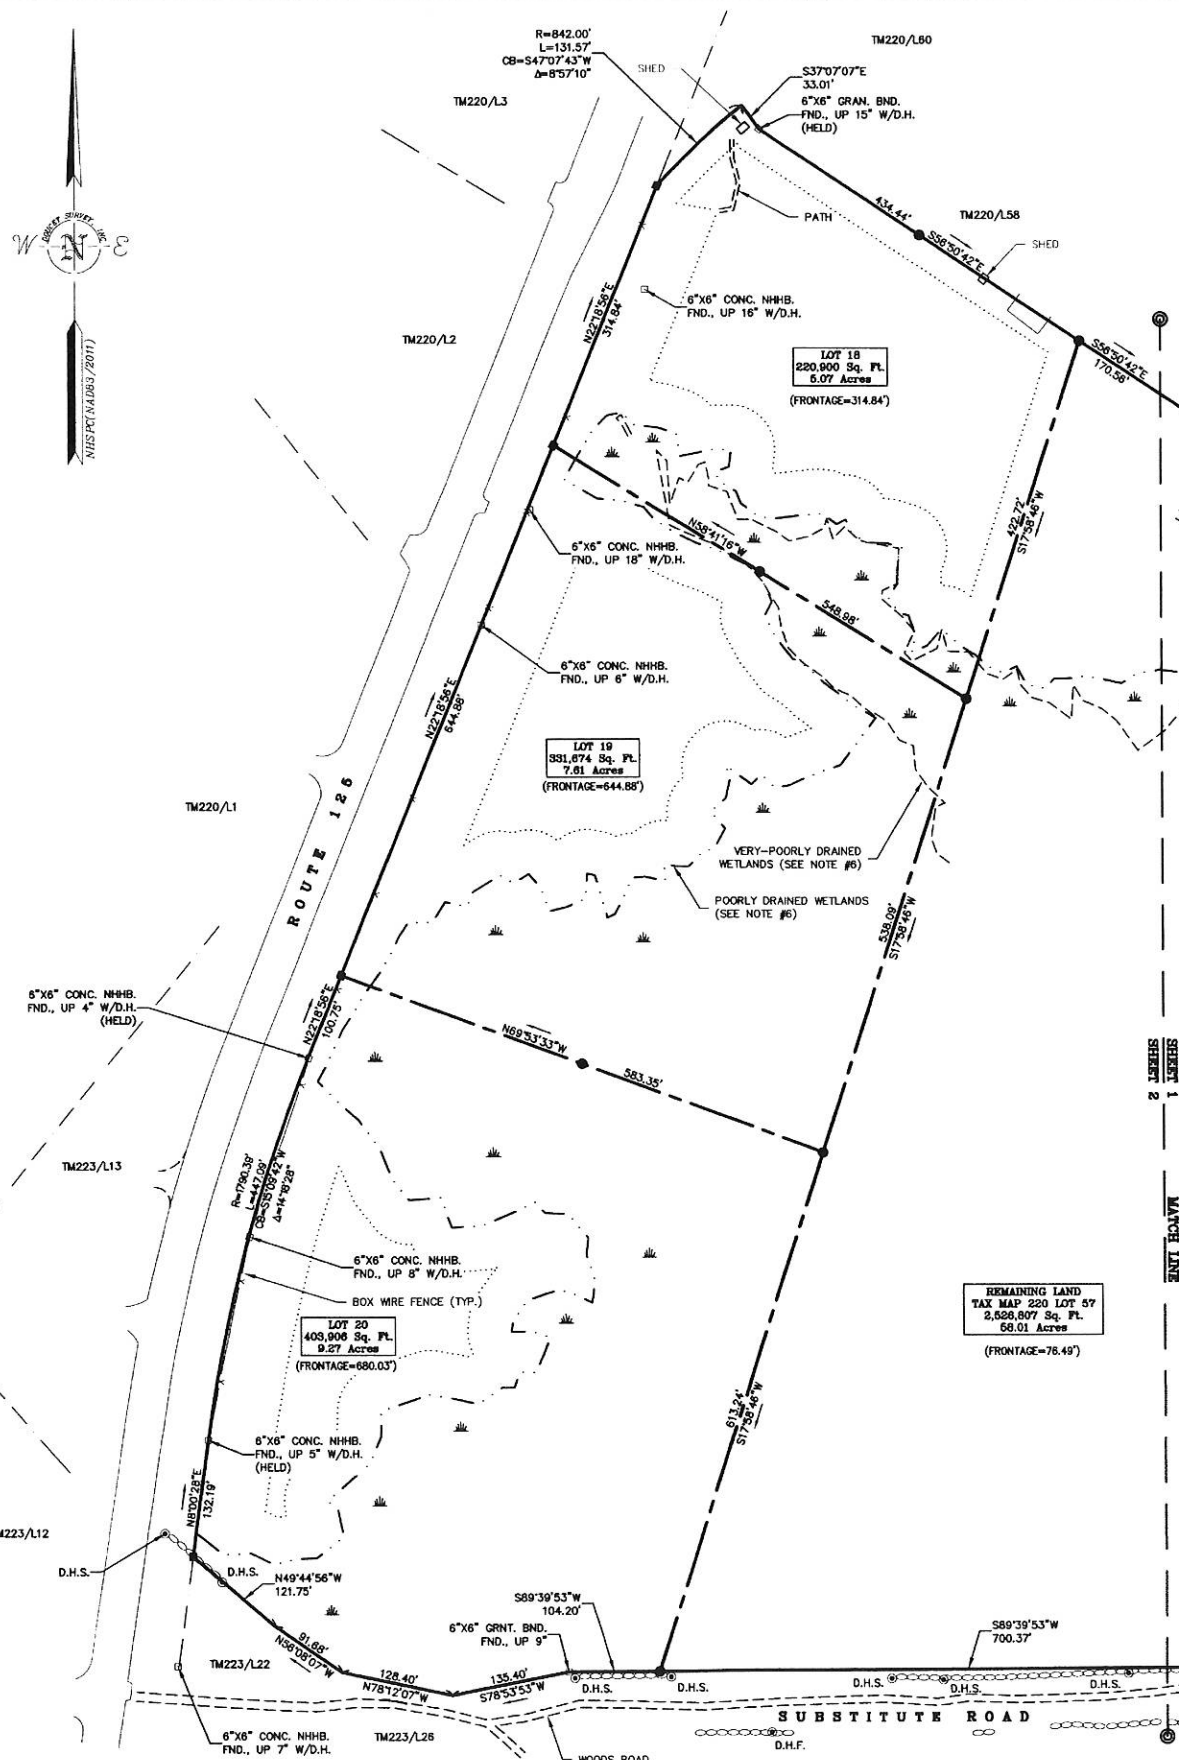 R=842.00'
L=131.57'
CB=S47°07'43"W
Δ=8°57'10"
SHED
TM220/L60
S37°07'07"E
33.01'
6"X6" GRAN. BND.
FND., UP 15" W/D.H.
(HELD)
TM220/L3
434.44'
TM220/L58
S56°50'42"E
SHED
PATH
W N E
DOUCET SURVEY, INC.
NHSPC(NAD83/2011)
N22°18'56"E
314.84'
6"X6" CONC. NHHB.
FND., UP 16" W/D.H.
TM220/L2
LOT 18
220,900 Sq. Ft.
5.07 Acres
(FRONTAGE=314.84')
S56°50'42"E
170.56'
422.72'
S17°58'46"W
N58°41'16"W
548.98'
6"X6" CONC. NHHB.
FND., UP 18" W/D.H.
6"X6" CONC. NHHB.
FND., UP 6" W/D.H.
N22°18'56"E
644.88'
LOT 19
331,674 Sq. Ft.
7.61 Acres
(FRONTAGE=644.88')
TM220/L1
ROUTE 125
VERY-POORLY DRAINED
WETLANDS (SEE NOTE #6)
POORLY DRAINED WETLANDS
(SEE NOTE #6)
538.09'
S17°58'46"W
6"X6" CONC. NHHB.
FND., UP 4" W/D.H.
(HELD)
N22°18'56"E
100.75'
N69°53'33"W
583.35'
SHEET 1
SHEET 2
MATCH LINE
TM223/L13
R=1790.39'
L=447.09'
CB=S15°09'42"W
Δ=14°18'28"
6"X6" CONC. NHHB.
FND., UP 8" W/D.H.
BOX WIRE FENCE (TYP.)
LOT 20
403,906 Sq. Ft.
9.27 Acres
(FRONTAGE=680.03')
REMAINING LAND
TAX MAP 220 LOT 57
2,526,807 Sq. Ft.
58.01 Acres
(FRONTAGE=76.49')
613.24'
S17°58'46"W
6"X6" CONC. NHHB.
FND., UP 5" W/D.H.
(HELD)
N8°00'28"E
132.19'
M223/L12
D.H.S.
D.H.S.
N49°44'56"W
121.75'
S89°39'53"W
104.20'
6"X6" GRNT. BND.
FND., UP 9"
S89°39'53"W
700.37'
91.68'
N56°08'07"W
TM223/L22
128.40'
N78°12'07"W
135.40'
S78°53'53"W
D.H.S.
D.H.S.
D.H.S.
D.H.S.
D.H.S.
SUBSTITUTE ROAD
6"X6" CONC. NHHB.
FND., UP 7" W/D.H.
TM223/L26
D.H.F.
WOODS ROAD